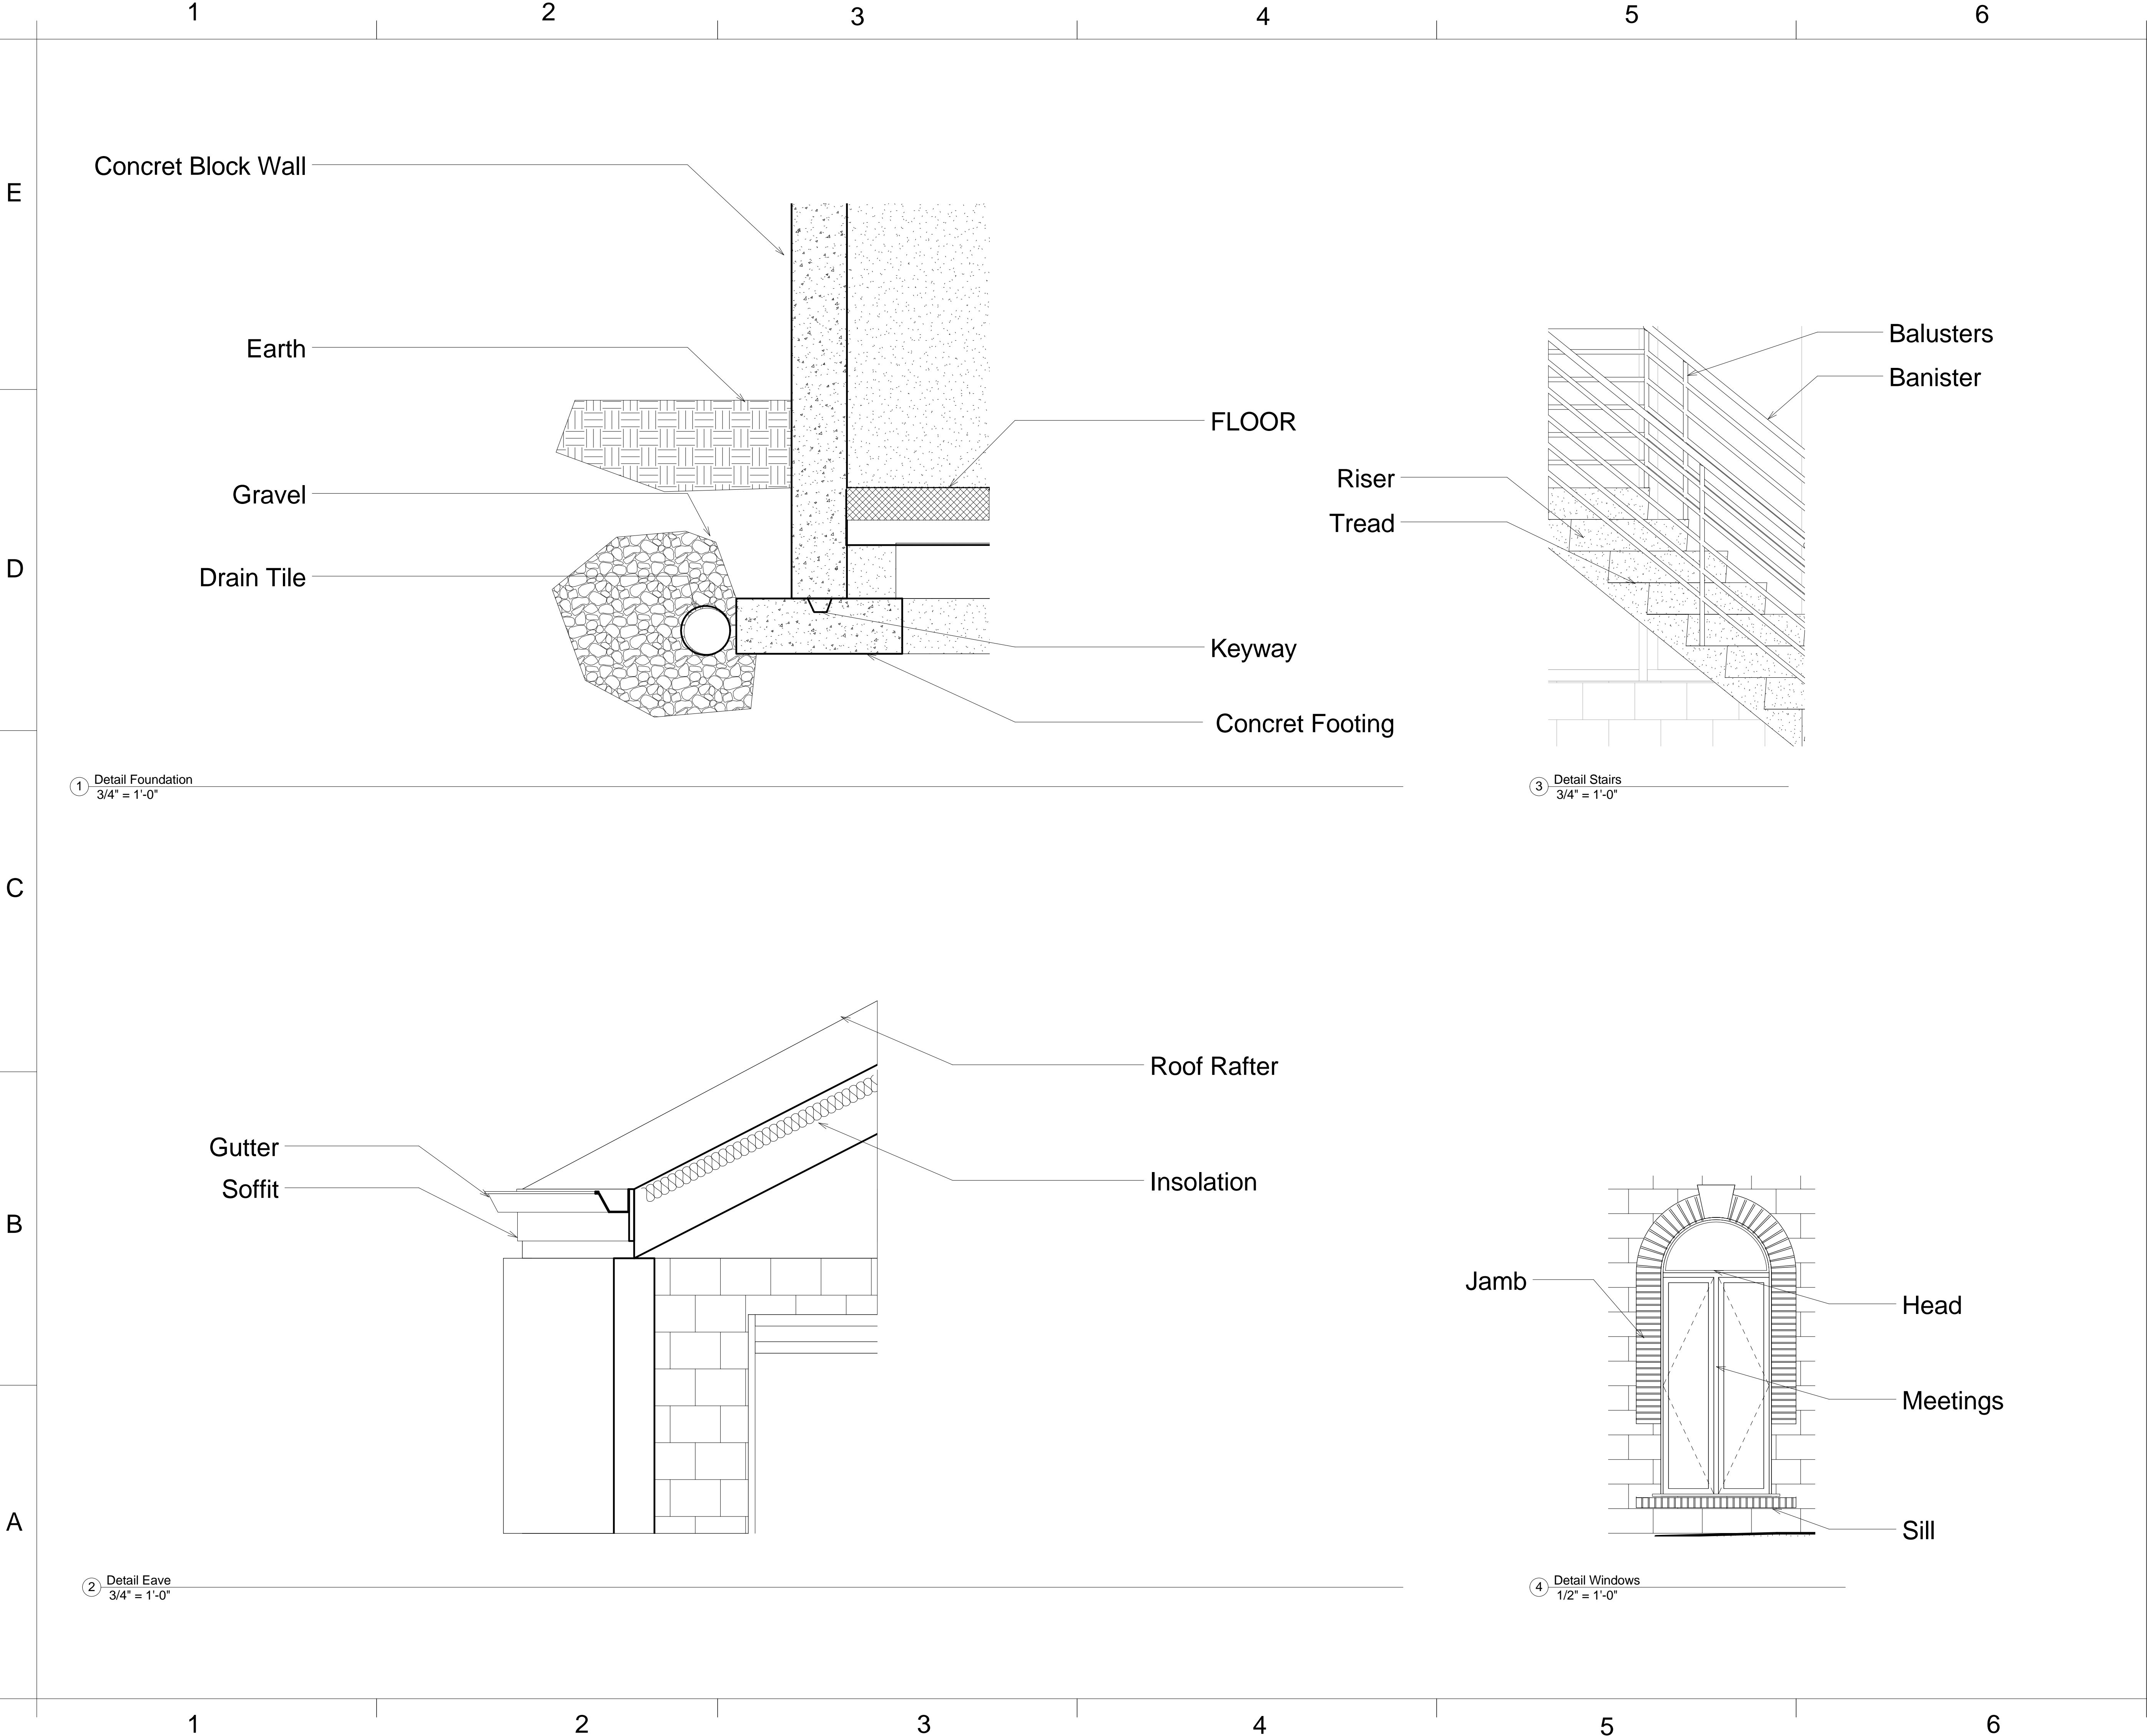 1 2 3 4 5 6
E
Concret Block Wall
Earth
Gravel
D
Drain Tile
FLOOR
Keyway
Concret Footing
Balusters
Banister
Riser
Tread
1 Detail Foundation
3/4" = 1'-0"
3 Detail Stairs
3/4" = 1'-0"
C
Roof Rafter
Gutter
Soffit
Insolation
B
Jamb
Head
Meetings
A
Sill
2 Detail Eave
3/4" = 1'-0"
4 Detail Windows
1/2" = 1'-0"
1 2 3 4 5 6